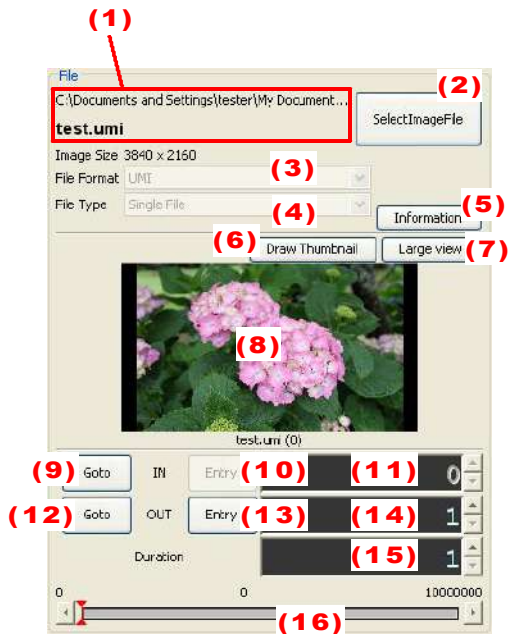 (1)
File
(2)
C:\Documents and Settings\tester\My Document...
test.umi
SelectImageFile
Image Size 3840 x 2160
File Format UMI (3)
File Type Single File (4)
Information (5)
(6) Draw Thumbnail Large view (7)
(8)
test.umi (0)
(9) Goto IN Entry (10) (11) 0
(12) Goto OUT Entry (13) (14) 1
Duration (15) 1
0 0 10000000
(16)